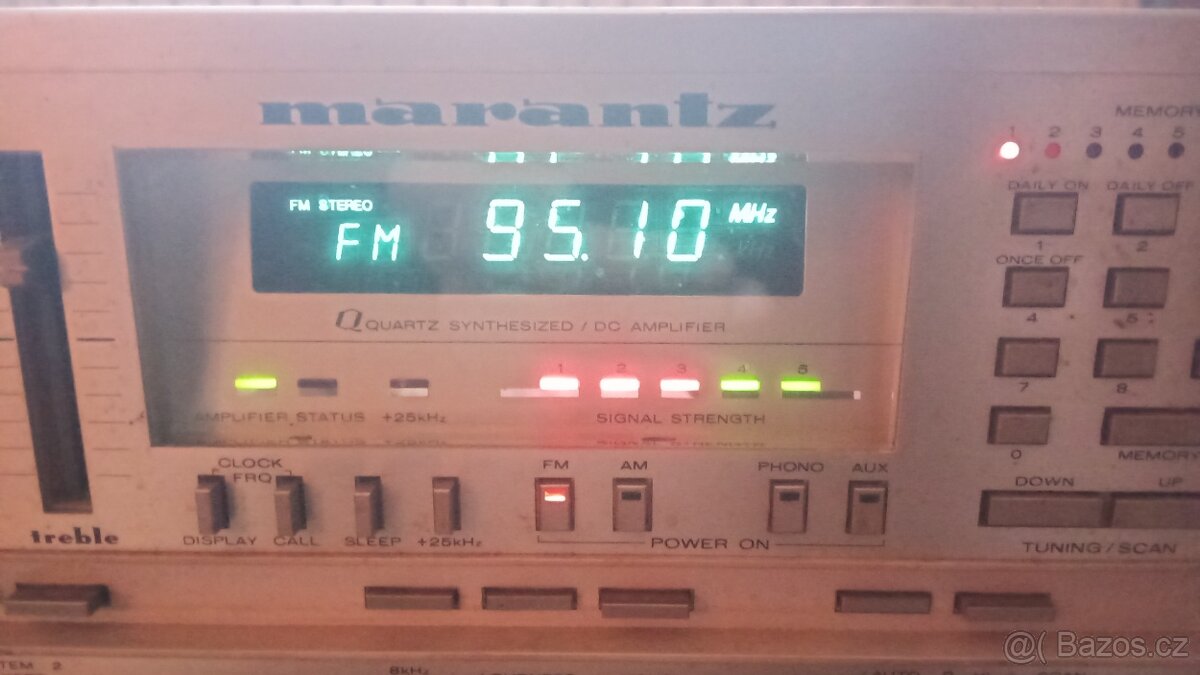 marantz
MEMORY
1 2 3 4 5
FM STEREO
FM 95.10 MHz
DAILY ON DAILY OFF
1 2
QUARTZ SYNTHESIZED / DC AMPLIFIER
ONCE OFF
4 5
1 2 3 4 5
AMPLIFIER STATUS +25kHz SIGNAL STRENGTH
7 8
CLOCK
FRQ
FM AM PHONO AUX
0 MEMORY
DOWN UP
treble
DISPLAY CALL SLEEP +25kHz
POWER ON
TUNING/SCAN
TEM 2
8kHz
@( Bazos.cz